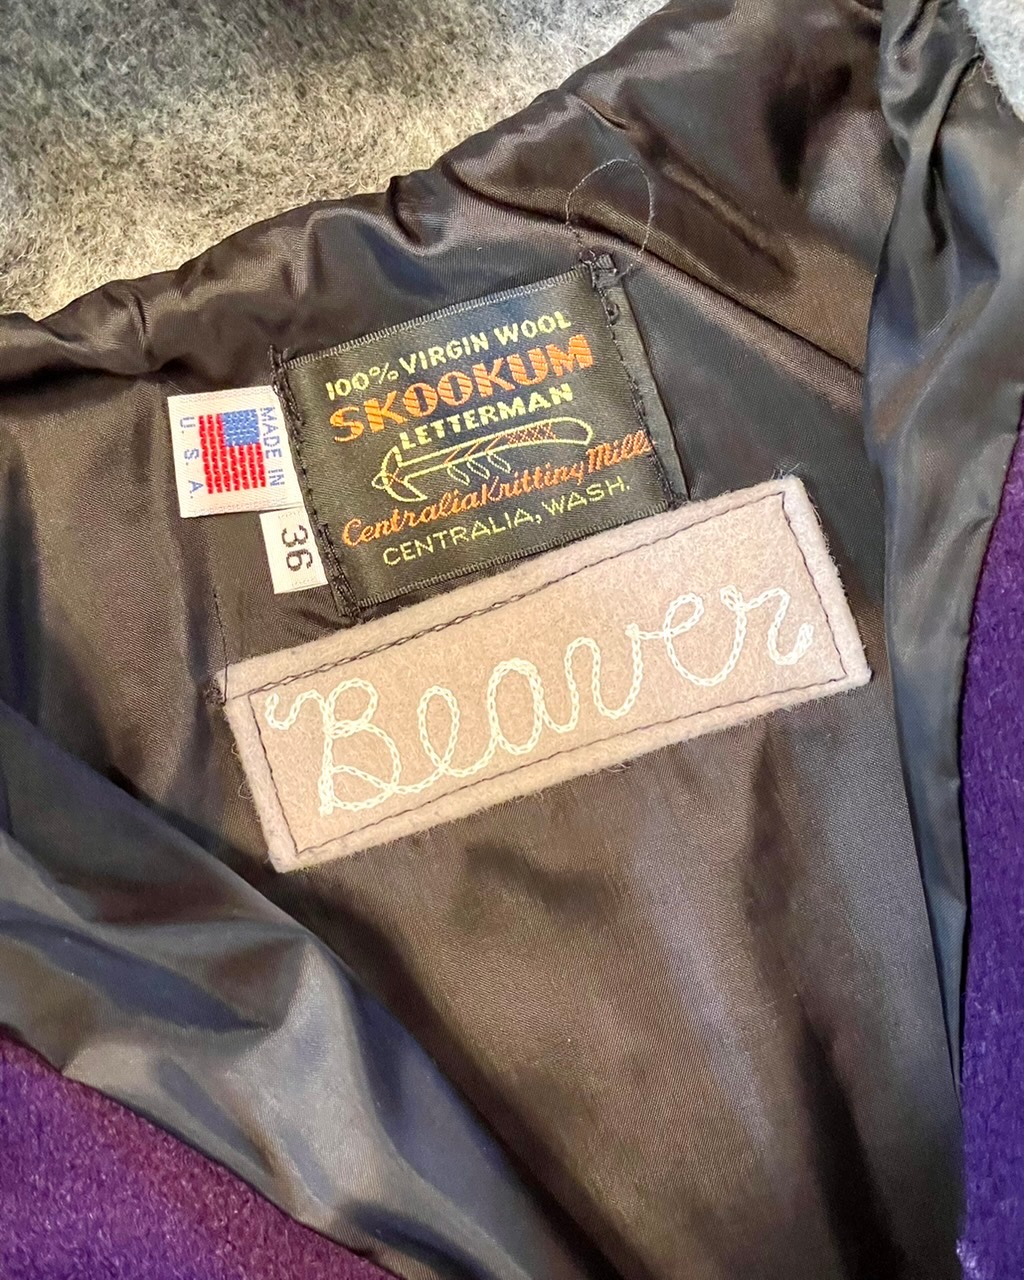 100% VIRGIN WOOL
SKOOKUM
LETTERMAN
Centralia Knitting Mills
CENTRALIA, WASH.
MADE IN
U. S. A.
36
Beaver